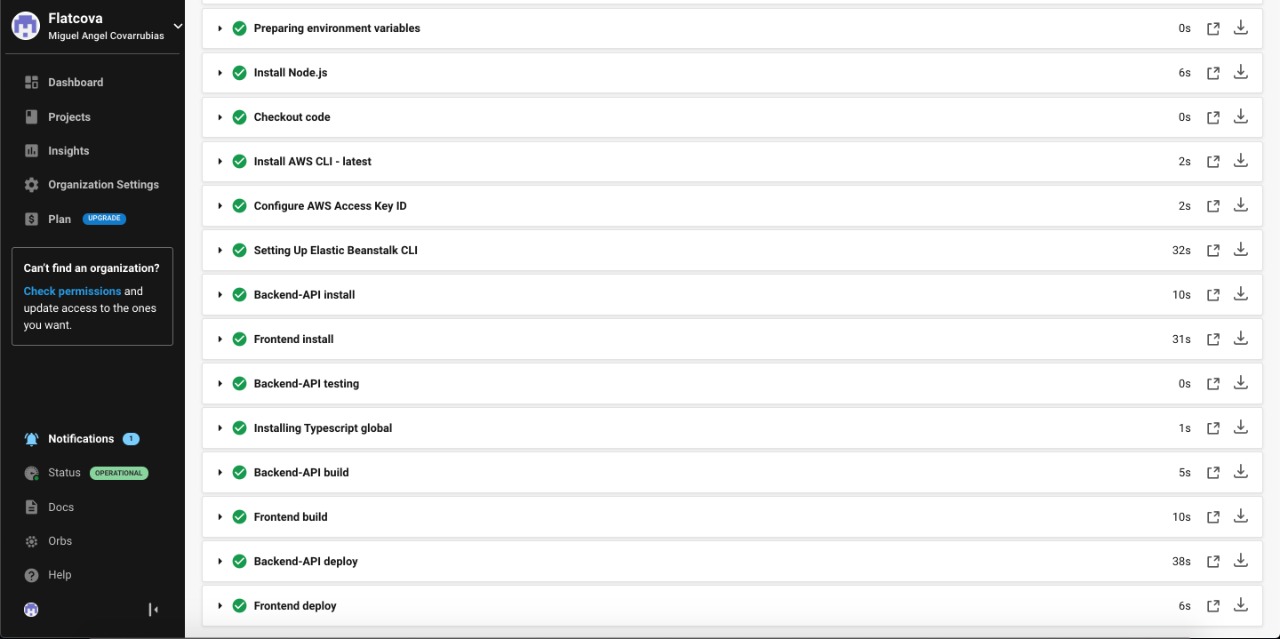 Flatcova
Miguel Angel Covarrubias
Dashboard
Projects
Insights
Organization Settings
Plan UPGRADE
Can't find an organization?
Check permissions and
update access to the ones
you want.
Notifications 1
Status OPERATIONAL
Docs
Orbs
Help
Preparing environment variables 0s
Install Node.js 6s
Checkout code 0s
Install AWS CLI - latest 2s
Configure AWS Access Key ID 2s
Setting Up Elastic Beanstalk CLI 32s
Backend-API install 10s
Frontend install 31s
Backend-API testing 0s
Installing Typescript global 1s
Backend-API build 5s
Frontend build 10s
Backend-API deploy 38s
Frontend deploy 6s